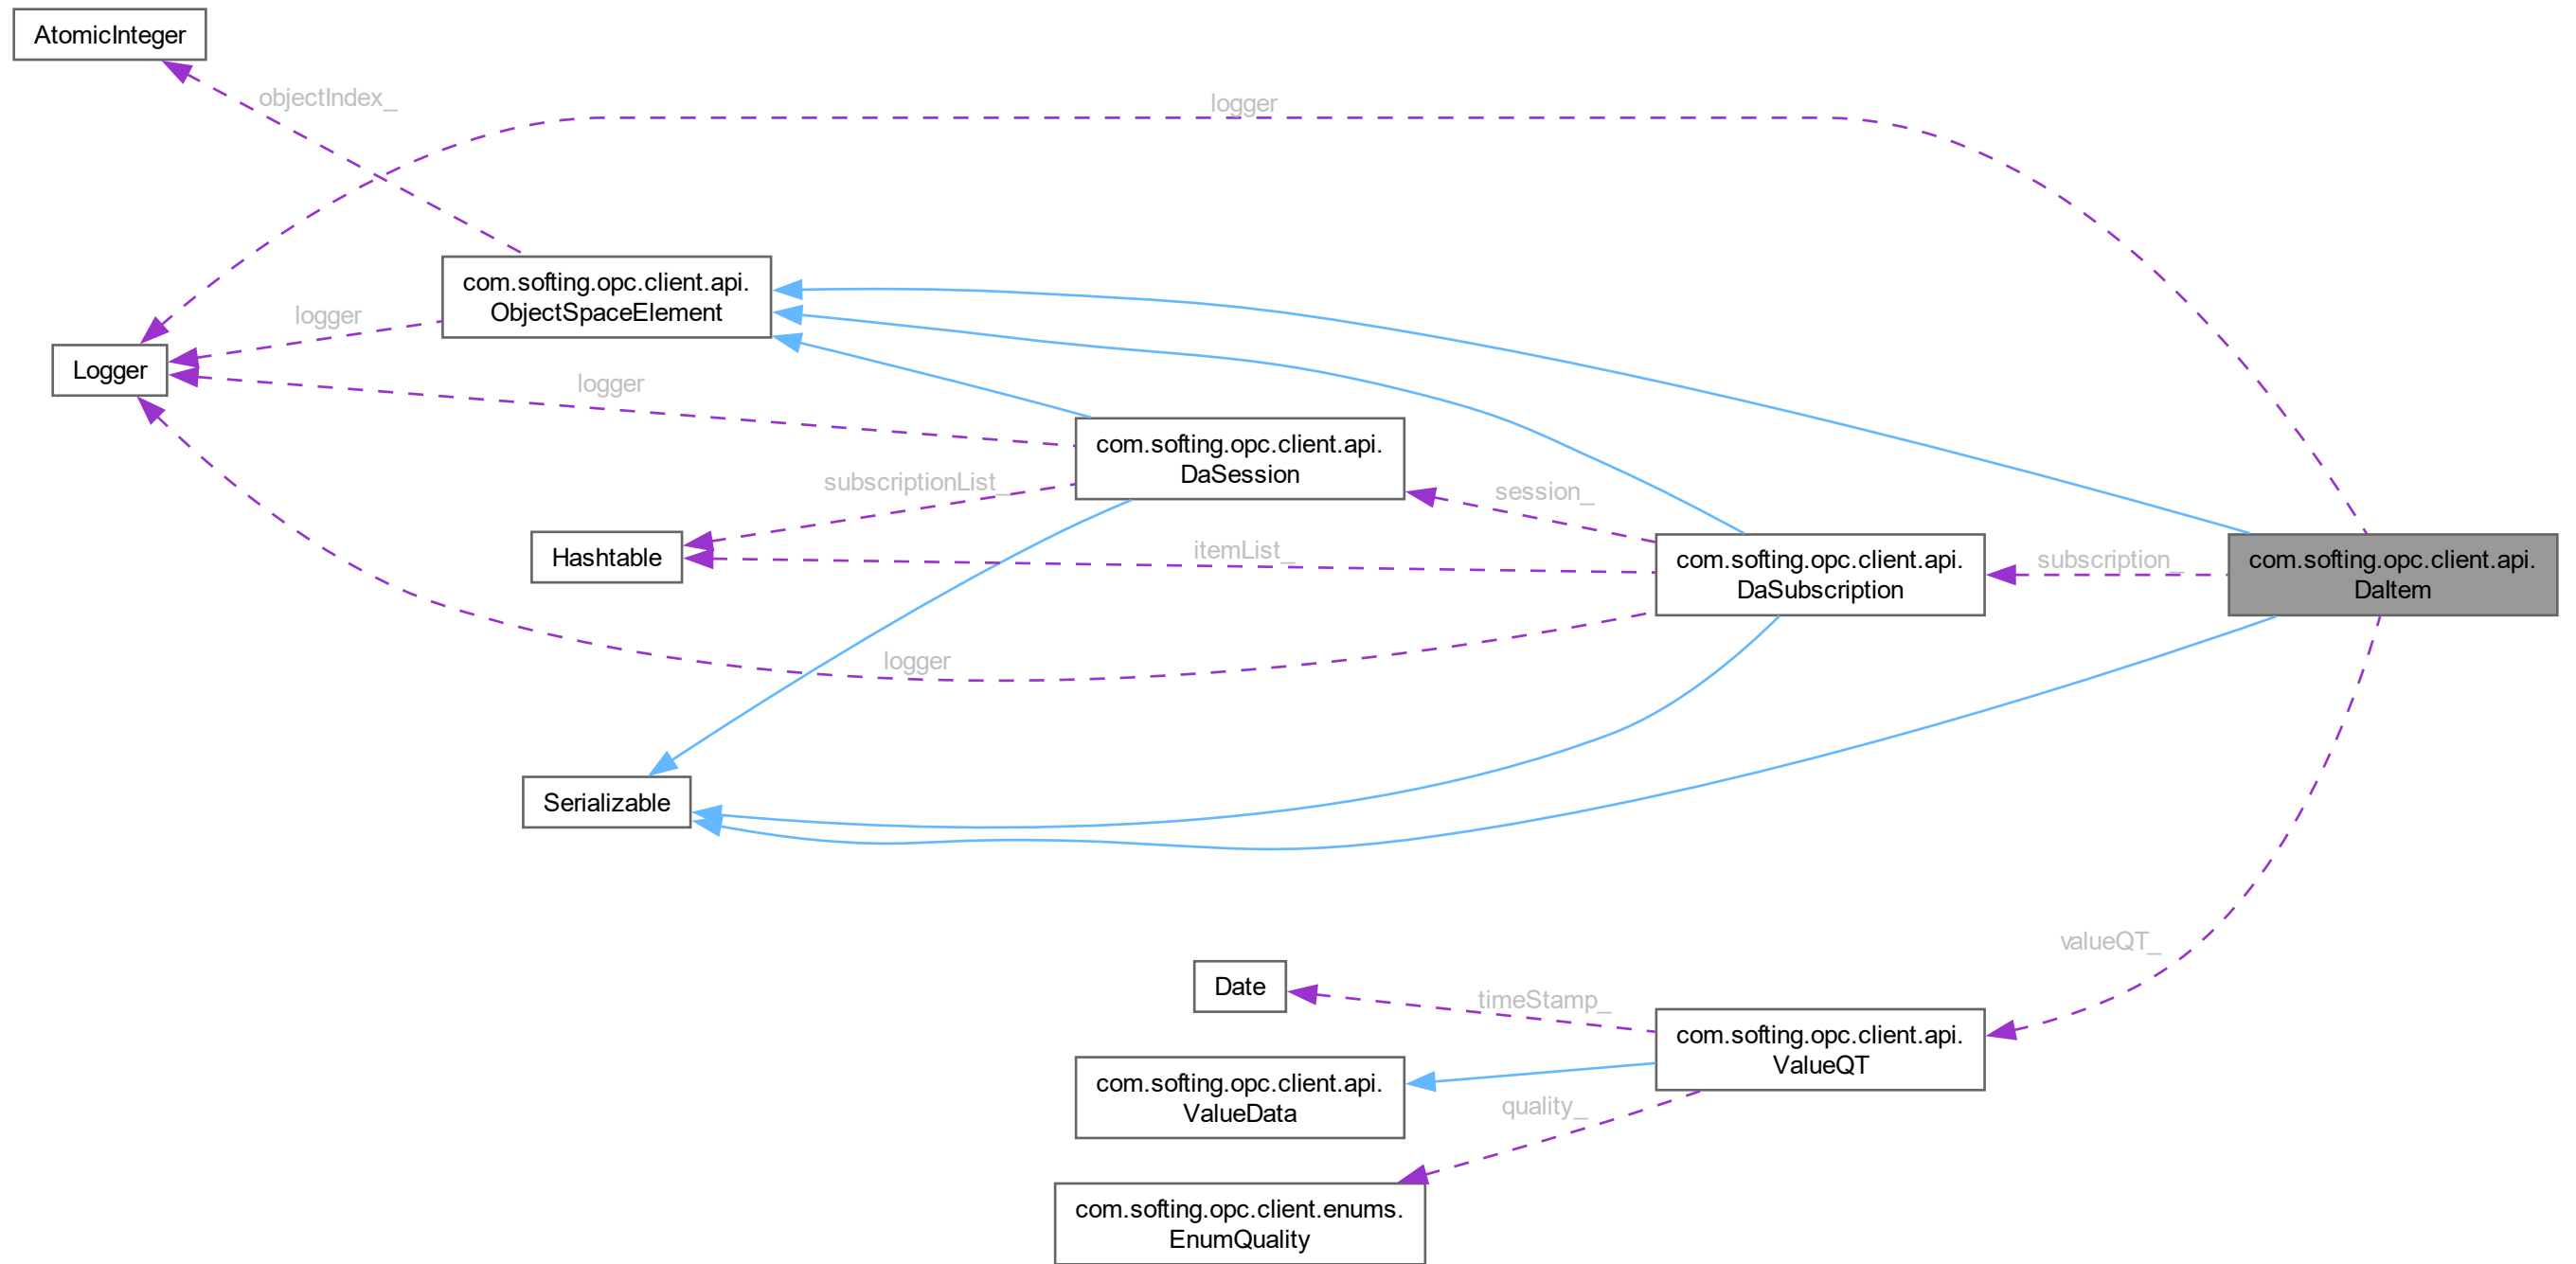 AtomicInteger
objectIndex_
logger
com.softing.opc.client.api.
ObjectSpaceElement
logger
Logger
logger
com.softing.opc.client.api.
DaSession
subscriptionList_
session_
Hashtable
itemList_
com.softing.opc.client.api.
DaSubscription
subscription_
com.softing.opc.client.api.
DaItem
logger
Serializable
valueQT_
Date
timeStamp_
com.softing.opc.client.api.
ValueQT
com.softing.opc.client.api.
ValueData
quality_
com.softing.opc.client.enums.
EnumQuality